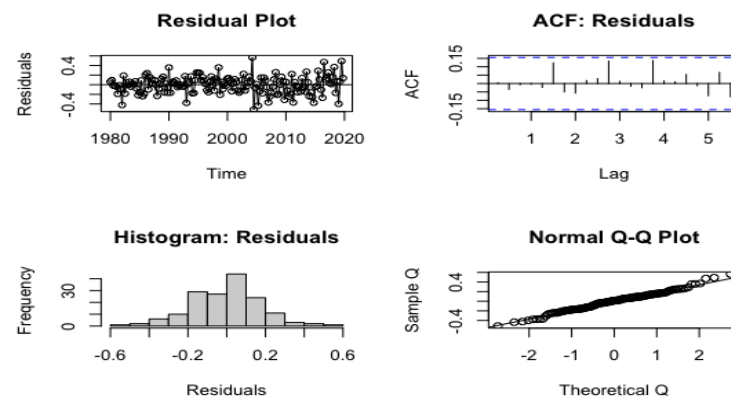 Residual Plot
Residuals
-0.4 0.4
1980 1990 2000 2010 2020
Time
ACF: Residuals
ACF
-0.15 0.15
1 2 3 4 5
Lag
Histogram: Residuals
Frequency
0 30
-0.6 -0.2 0.2 0.6
Residuals
Normal Q-Q Plot
Sample Q
-0.4 0.4
-2 -1 0 1 2
Theoretical Q